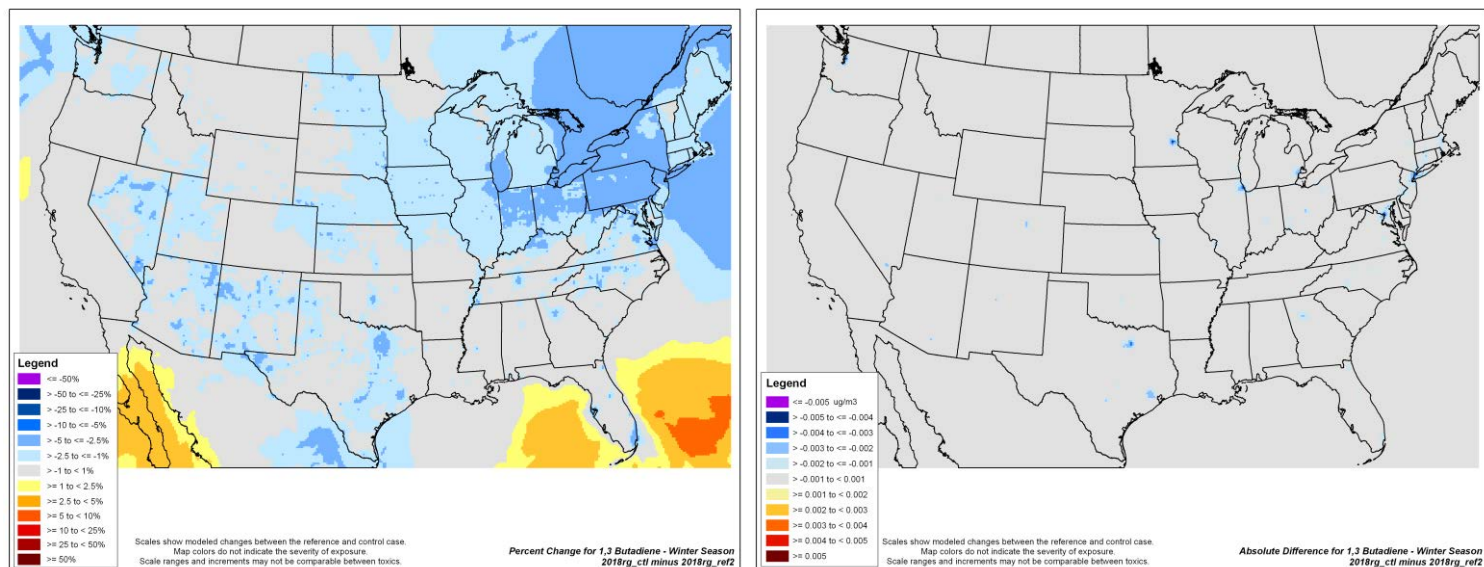 Legend
<= -50%
> -50 to <= -25%
> -25 to <= -10%
> -10 to <= -5%
> -5 to <= -2.5%
> -2.5 to <= -1%
> -1 to < 1%
>= 1 to < 2.5%
>= 2.5 to < 5%
>= 5 to < 10%
>= 10 to < 25%
>= 25 to < 50%
>= 50%
Scales show modeled changes between the reference and control case.
Map colors do not indicate the severity of exposure.
Scale ranges and increments may not be comparable between toxics.
Percent Change for 1,3 Butadiene - Winter Season
2018rg_ctl minus 2018rg_ref2
Legend
<= -0.005 ug/m3
> -0.005 to <= -0.004
> -0.004 to <= -0.003
> -0.003 to <= -0.002
> -0.002 to <= -0.001
> -0.001 to < 0.001
>= 0.001 to < 0.002
>= 0.002 to < 0.003
>= 0.003 to < 0.004
>= 0.004 to < 0.005
>= 0.005
Scales show modeled changes between the reference and control case.
Map colors do not indicate the severity of exposure.
Scale ranges and increments may not be comparable between toxics.
Absolute Difference for 1,3 Butadiene - Winter Season
2018rg_ctl minus 2018rg_ref2